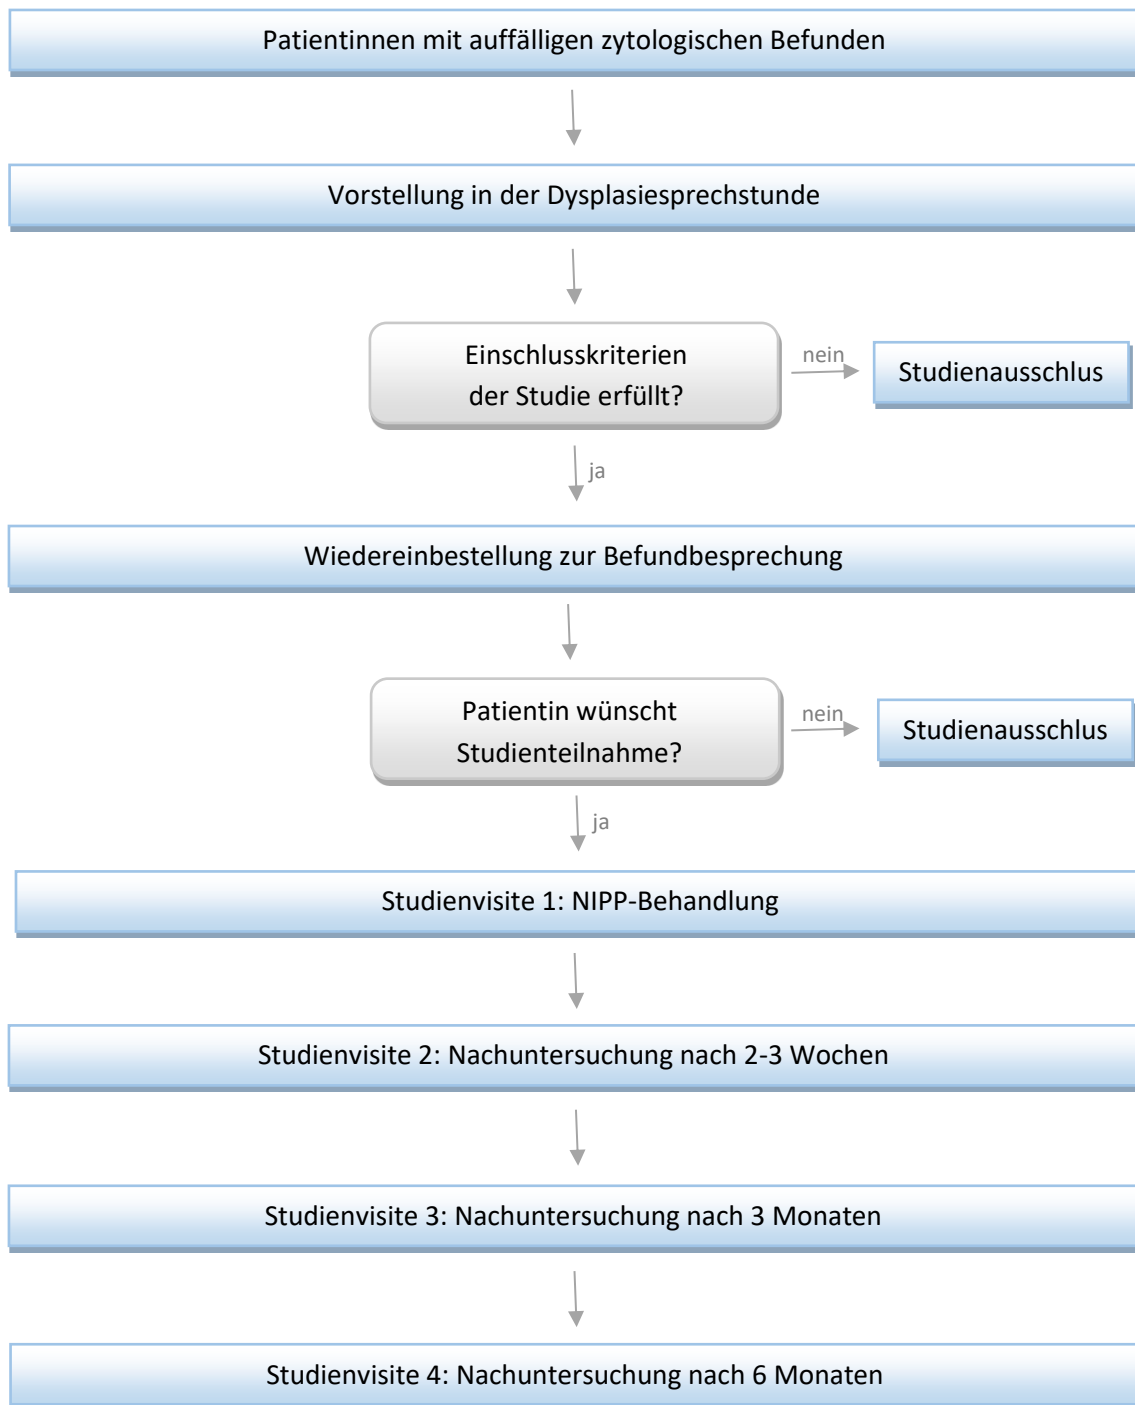 Patientinnen mit auffälligen zytologischen Befunden
Vorstellung in der Dysplasiesprechstunde
Einschlusskriterien
der Studie erfüllt?
nein
Studienausschlus
ja
Wiedereinbestellung zur Befundbesprechung
Patientin wünscht
Studienteilnahme?
nein
Studienausschlus
ja
Studienvisite 1: NIPP-Behandlung
Studienvisite 2: Nachuntersuchung nach 2-3 Wochen
Studienvisite 3: Nachuntersuchung nach 3 Monaten
Studienvisite 4: Nachuntersuchung nach 6 Monaten